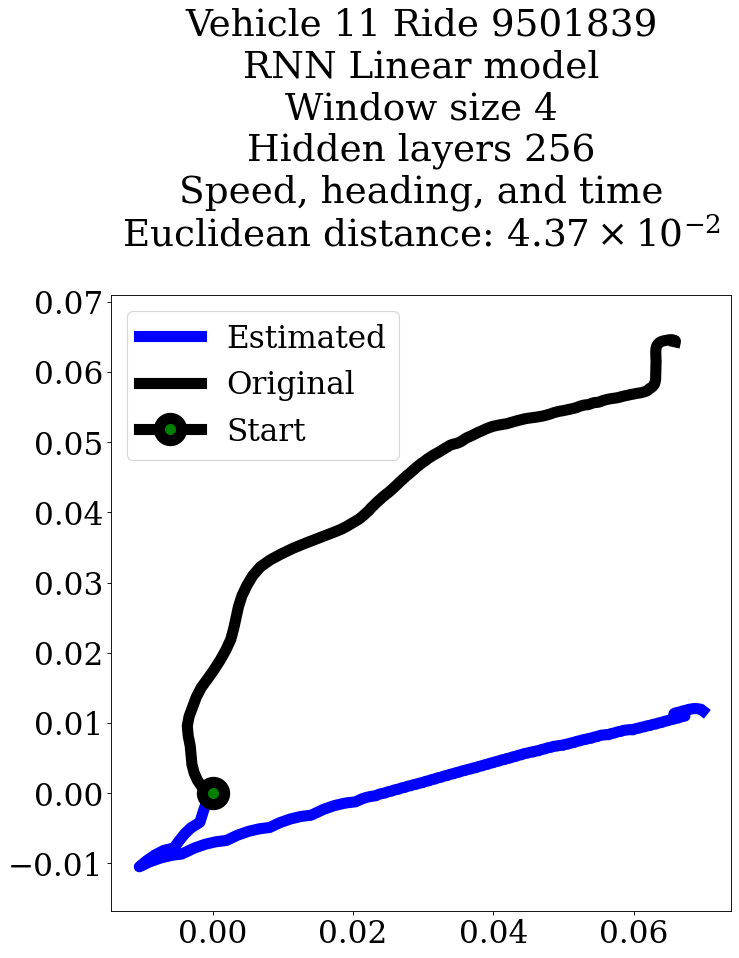 Vehicle 11 Ride 9501839
RNN Linear model
Window size 4
Hidden layers 256
Speed, heading, and time
Euclidean distance: 4.37 × 10⁻²
0.07
0.06
0.05
0.04
0.03
0.02
0.01
0.00
−0.01
Estimated
Original
Start
0.00 0.02 0.04 0.06